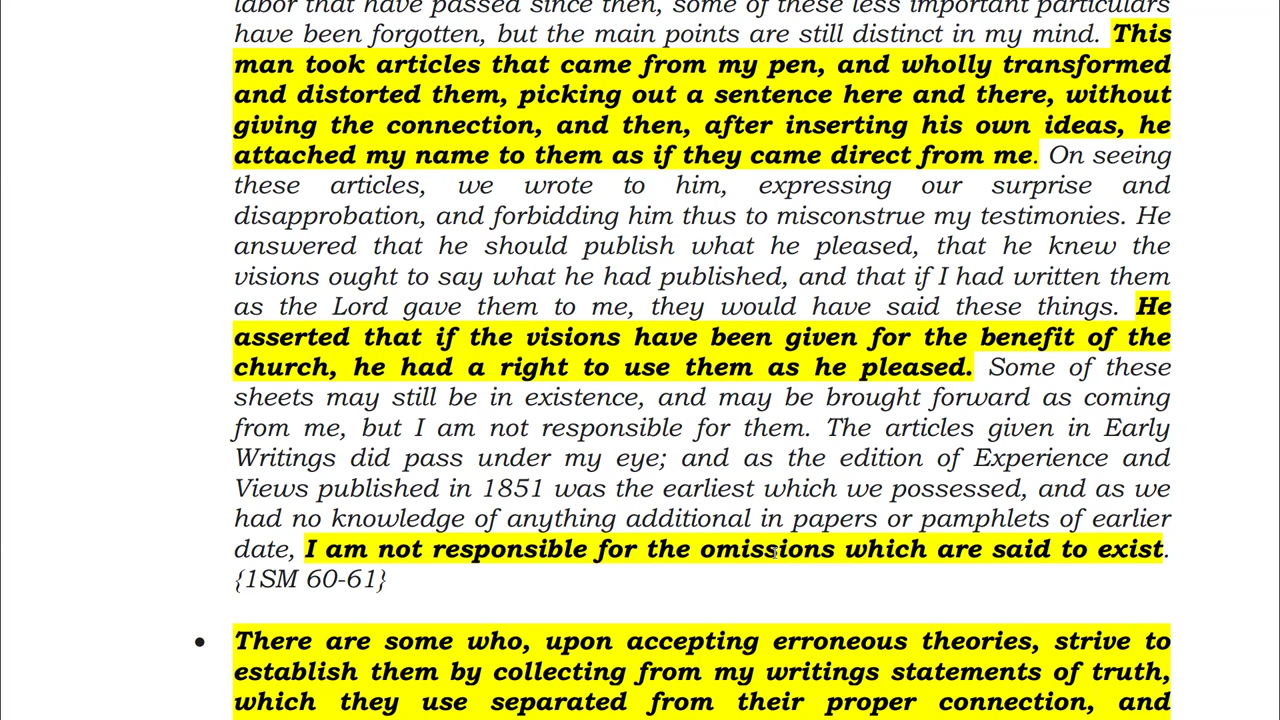 labor that have passed since then, some of these less important particulars
have been forgotten, but the main points are still distinct in my mind. This
man took articles that came from my pen, and wholly transformed
and distorted them, picking out a sentence here and there, without
giving the connection, and then, after inserting his own ideas, he
attached my name to them as if they came direct from me. On seeing
these articles, we wrote to him, expressing our surprise and
disapprobation, and forbidding him thus to misconstrue my testimonies. He
answered that he should publish what he pleased, that he knew the
visions ought to say what he had published, and that if I had written them
as the Lord gave them to me, they would have said these things. He
asserted that if the visions have been given for the benefit of the
church, he had a right to use them as he pleased. Some of these
sheets may still be in existence, and may be brought forward as coming
from me, but I am not responsible for them. The articles given in Early
Writings did pass under my eye; and as the edition of Experience and
Views published in 1851 was the earliest which we possessed, and as we
had no knowledge of anything additional in papers or pamphlets of earlier
date, I am not responsible for the omissions which are said to exist.
{1SM 60-61}
• There are some who, upon accepting erroneous theories, strive to
establish them by collecting from my writings statements of truth,
which they use separated from their proper connection, and